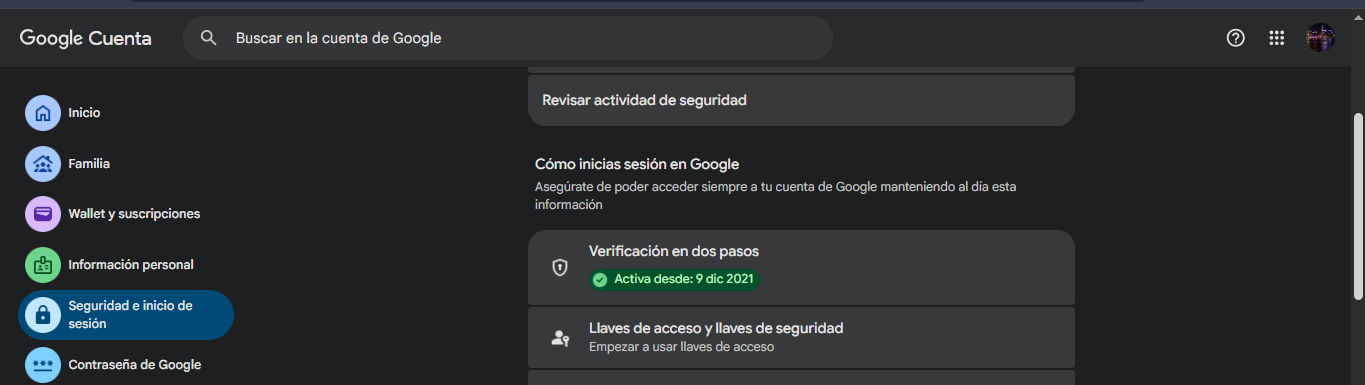 Google Cuenta
Buscar en la cuenta de Google
Inicio
Familia
Wallet y suscripciones
Información personal
Seguridad e inicio de
sesión
Contraseña de Google
Revisar actividad de seguridad
Cómo inicias sesión en Google
Asegúrate de poder acceder siempre a tu cuenta de Google manteniendo al día esta
información
Verificación en dos pasos
Activa desde: 9 dic 2021
Llaves de acceso y llaves de seguridad
Empezar a usar llaves de acceso